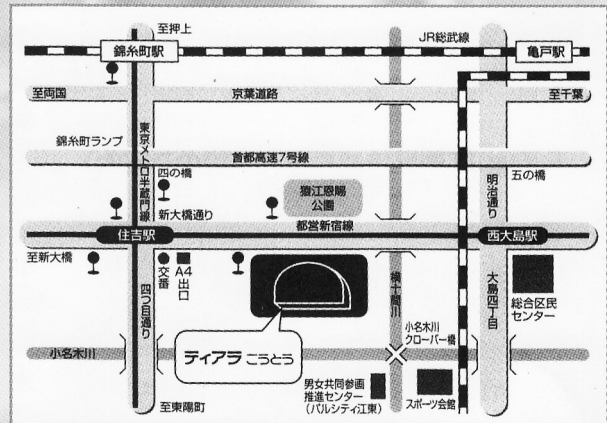 至押上
錦糸町駅
JR総武線
亀戸駅
至両国
京葉道路
至千葉
錦糸町ランプ
東京メトロ半蔵門線
首都高速7号線
四の橋
五の橋
猿江恩賜
公園
明治通り
新大橋通り
都営新宿線
住吉駅
西大島駅
至新大橋
交番
A4出口
四つ目通り
横十間川
大島四丁目
総合区民
センター
小名木川
クローバー橋
小名木川
ティアラ こうとう
男女共同参画
推進センター
(パルシティ江東)
スポーツ会館
至東陽町